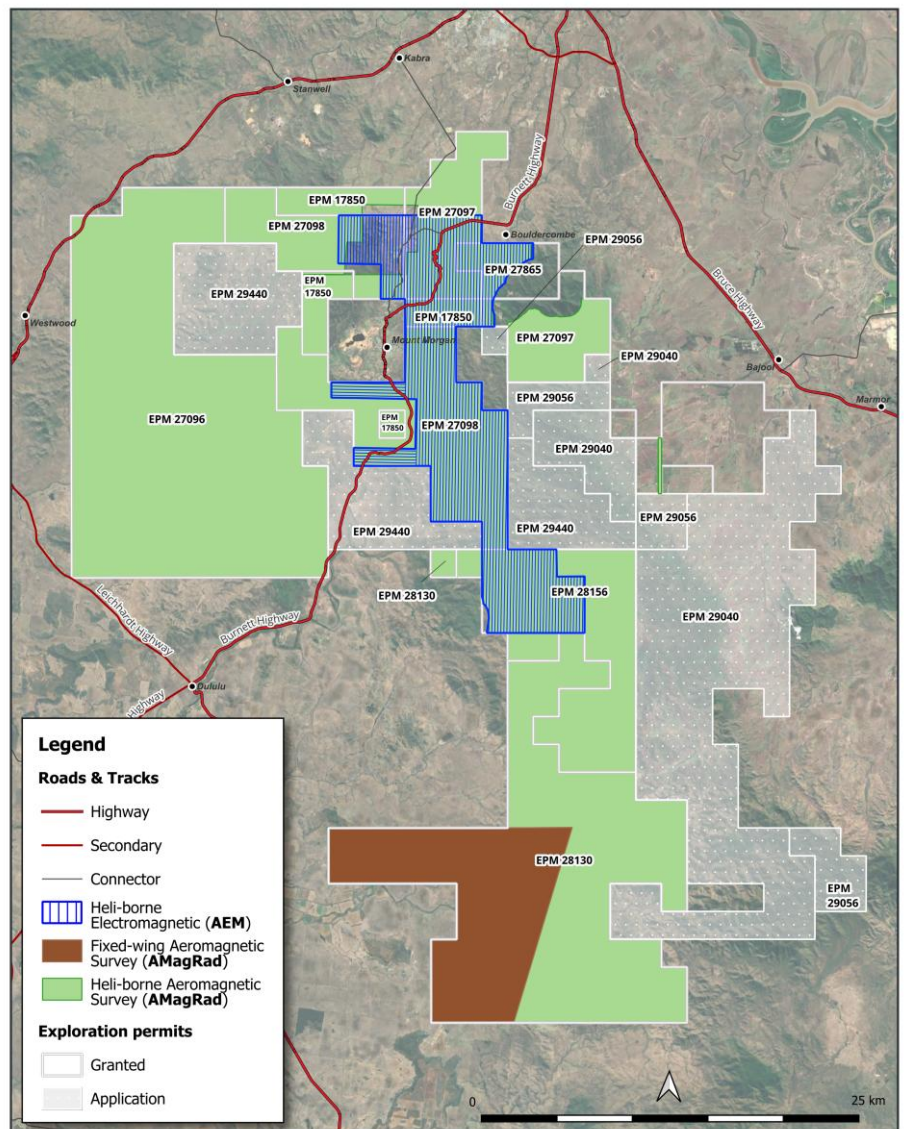 Kabra
Stanwell
Burnett Highway
EPM 17850
EPM 27097
EPM 27098
Bouldercombe
EPM 29056
EPM 27865
Bruce Highway
EPM 29440
EPM
17850
EPM 17850
Westwood
Mount Morgan
EPM 27097
EPM 29040
Bajool
EPM 29056
Marmor
EPM 27096
EPM
17850
EPM 27098
EPM 29040
EPM 29056
EPM 29440
EPM 29440
EPM 28130
EPM 28156
Leichhardt Highway
Burnett Highway
EPM 29040
Dululu
Highway
Legend
Roads & Tracks
Highway
Secondary
Connector
Heli-borne
Electromagnetic (AEM)
Fixed-wing Aeromagnetic
Survey (AMagRad)
Heli-borne Aeromagnetic
Survey (AMagRad)
Exploration permits
Granted
Application
EPM 28130
EPM
29056
0
25 km